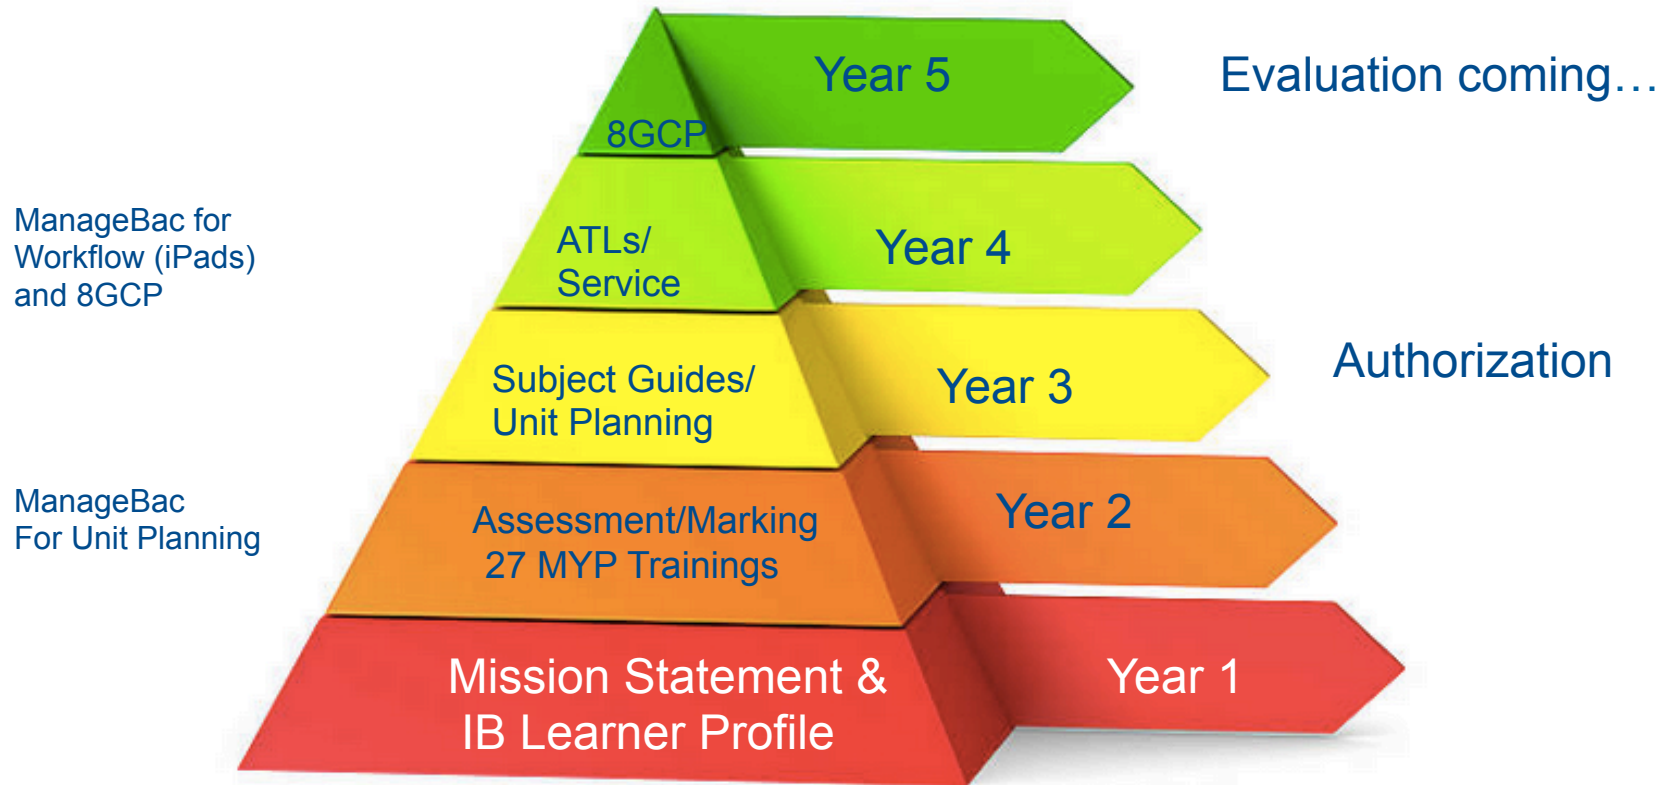 Year 5
Evaluation coming…
8GCP
ManageBac for
Workflow (iPads)
and 8GCP
ATLs/
Service
Year 4
Subject Guides/
Unit Planning
Year 3
Authorization
ManageBac
For Unit Planning
Assessment/Marking
27 MYP Trainings
Year 2
Mission Statement &
IB Learner Profile
Year 1